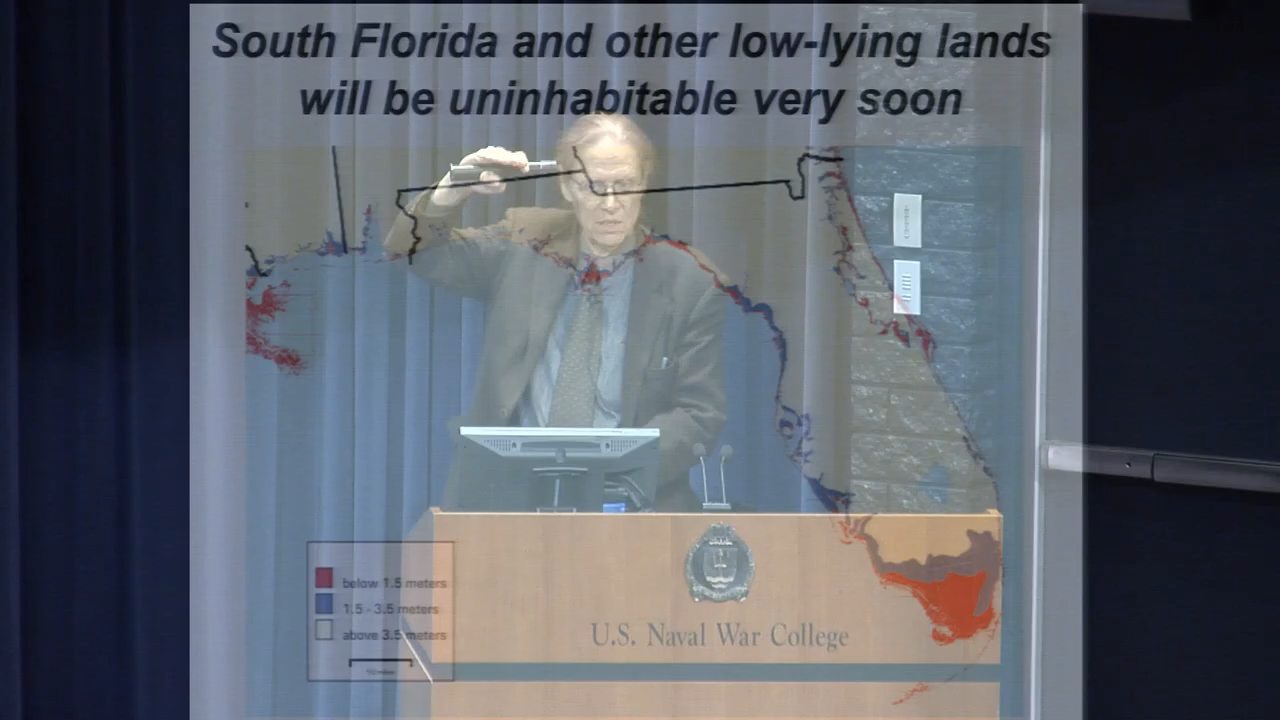 South Florida and other low-lying lands
will be uninhabitable very soon
below 1.5 meters
1.5 - 3.5 meters
above 3.5 meters
U.S. Naval War College